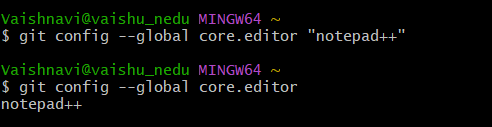 Vaishnavi@vaishu_nedu MINGW64 ~
$ git config --global core.editor "notepad++"
Vaishnavi@vaishu_nedu MINGW64 ~
$ git config --global core.editor
notepad++